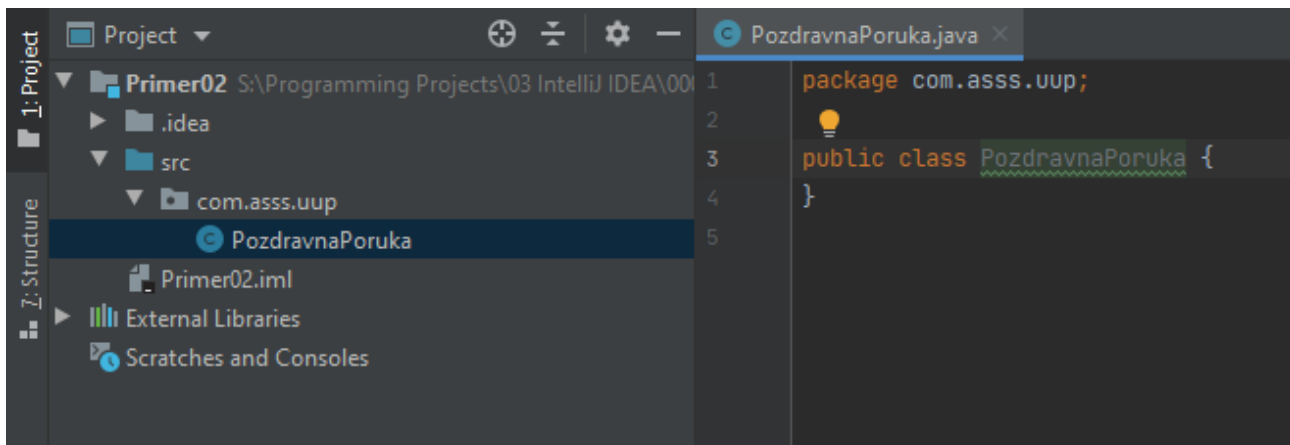 1: Project
7: Structure
Project
Primer02 S:\Programming Projects\03 IntelliJ IDEA\00
.idea
src
com.asss.uup
PozdravnaPoruka
Primer02.iml
External Libraries
Scratches and Consoles
PozdravnaPoruka.java
1 package com.asss.uup;
2
3 public class PozdravnaPoruka {
4 }
5